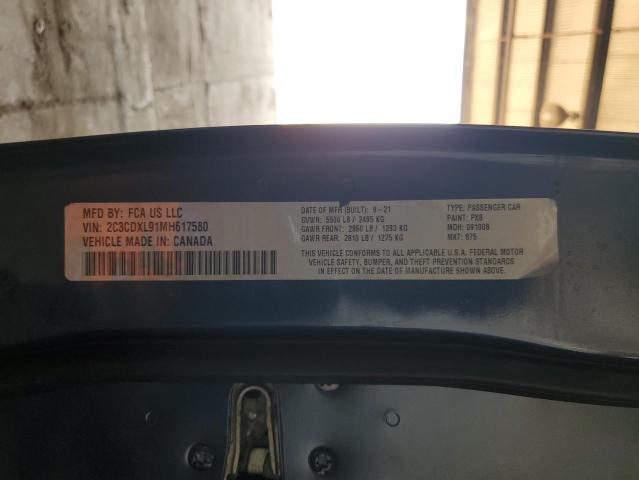 MFD BY: FCA US LLC
VIN: 2C3CDXL91MH617580
VEHICLE MADE IN: CANADA
DATE OF MFR (BUILT): 9-21
GVWR: 5500 LB / 2495 KG
GAWR FRONT: 2850 LB / 1293 KG
GAWR REAR: 2810 LB / 1275 KG
TYPE: PASSENGER CAR
PAINT: PX8
MDH: 091008
MKT: 875
THIS VEHICLE CONFORMS TO ALL APPLICABLE U.S.A. FEDERAL MOTOR
VEHICLE SAFETY, BUMPER, AND THEFT PREVENTION STANDARDS
IN EFFECT ON THE DATE OF MANUFACTURE SHOWN ABOVE.